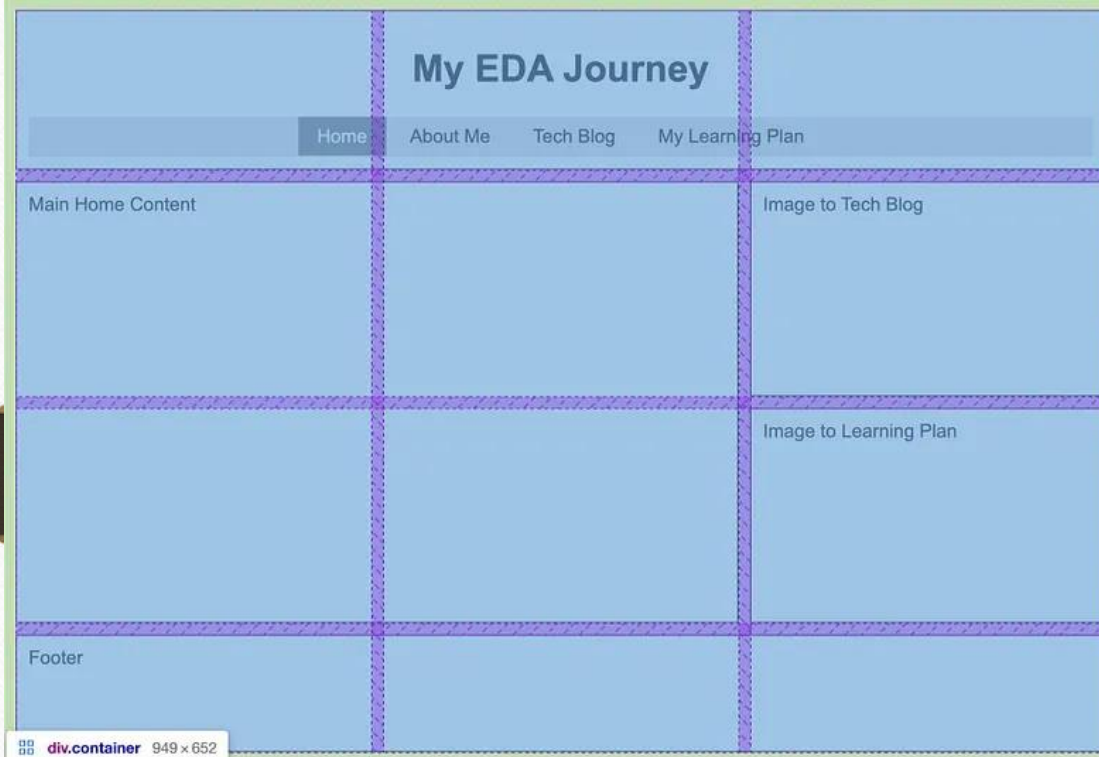 My EDA Journey
Home About Me Tech Blog My Learning Plan
Main Home Content
Image to Tech Blog
Image to Learning Plan
Footer
div.container 949 × 652